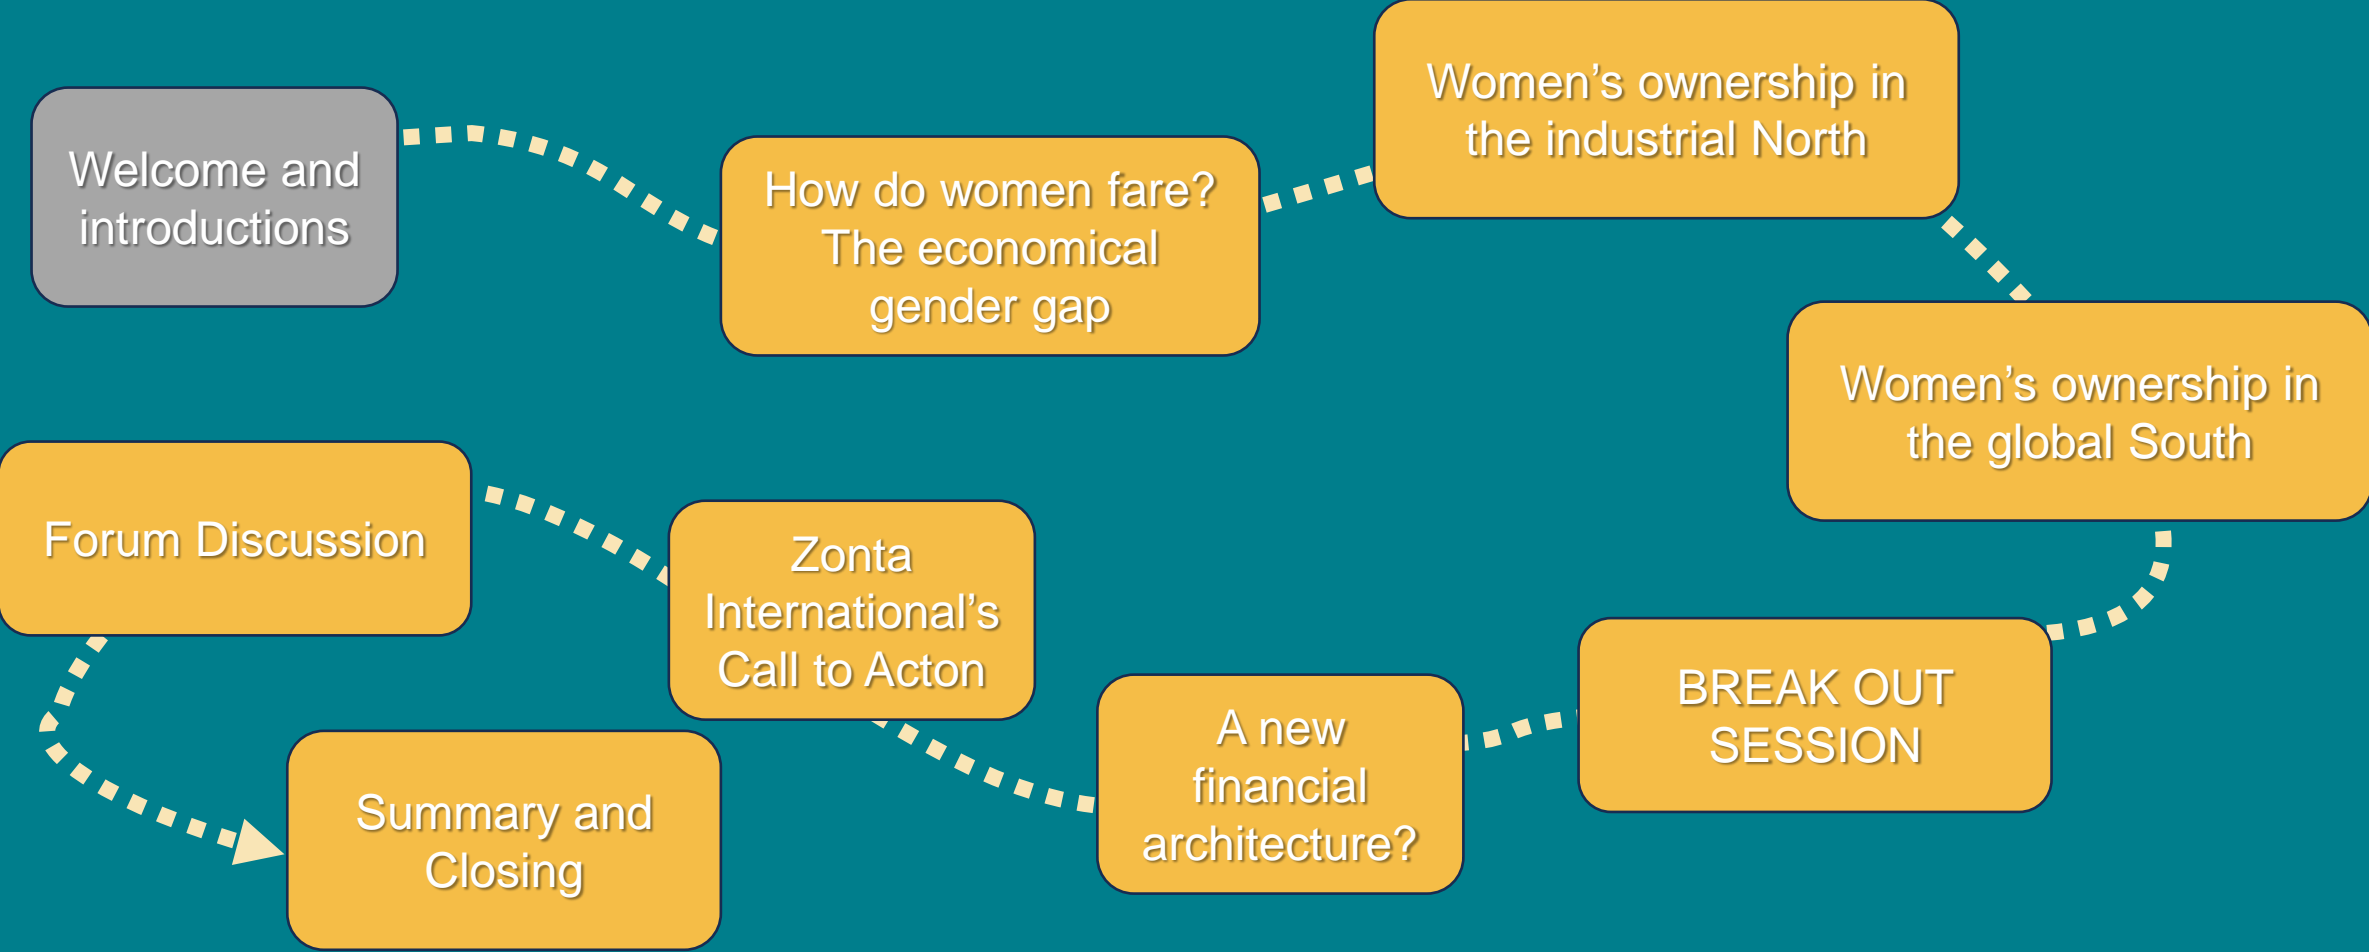 Welcome and
introductions
How do women fare?
The economical
gender gap
Women’s ownership in
the industrial North
Women’s ownership in
the global South
BREAK OUT
SESSION
A new
financial
architecture?
Zonta
International’s
Call to Acton
Forum Discussion
Summary and
Closing